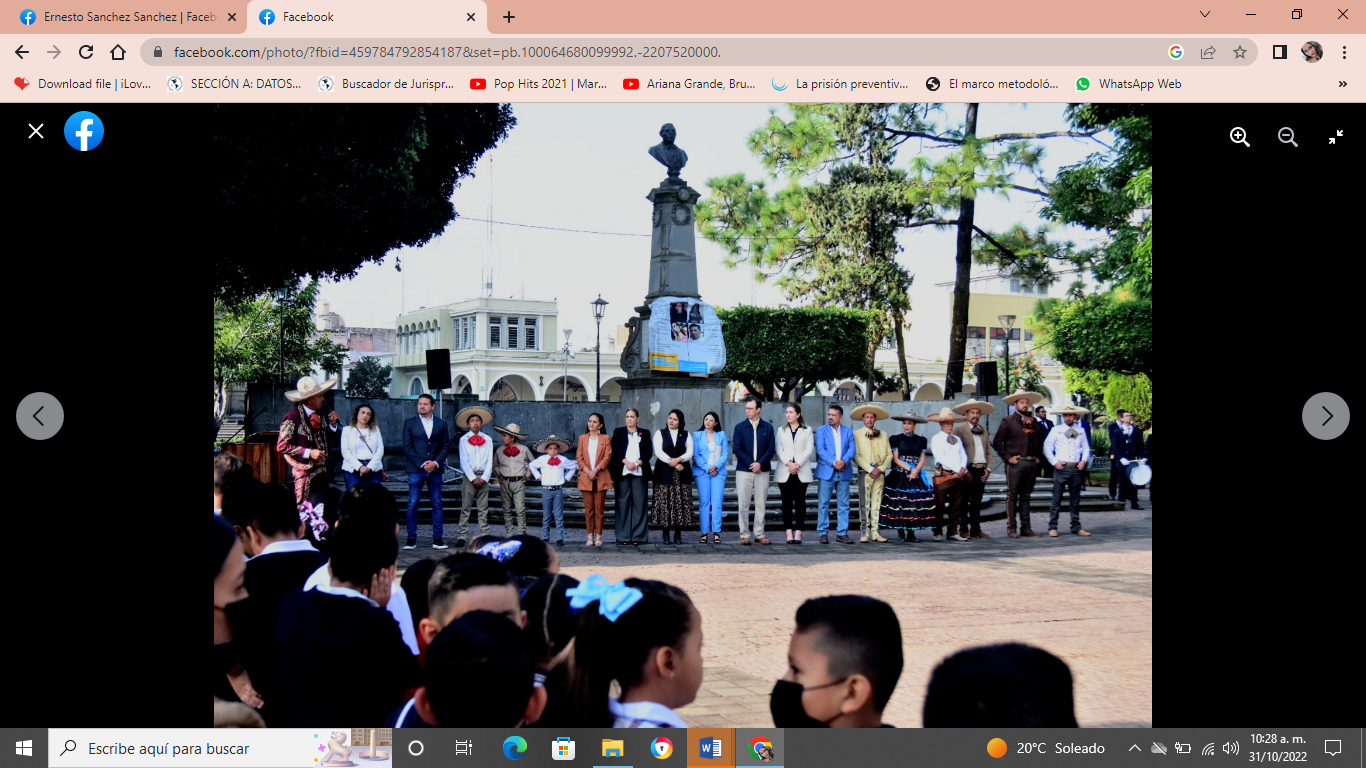 Ernesto Sanchez Sanchez | Faceb
Facebook
facebook.com/photo/?fbid=459784792854187&set=pb.100064680099992.-2207520000.
Download file | iLov...
SECCIÓN A: DATOS...
Buscador de Jurispr...
Pop Hits 2021 | Mar...
Ariana Grande, Bru...
La prisión preventiv...
El marco metodoló...
WhatsApp Web
»
Escribe aquí para buscar
20°C Soleado
10:28 a. m.
31/10/2022